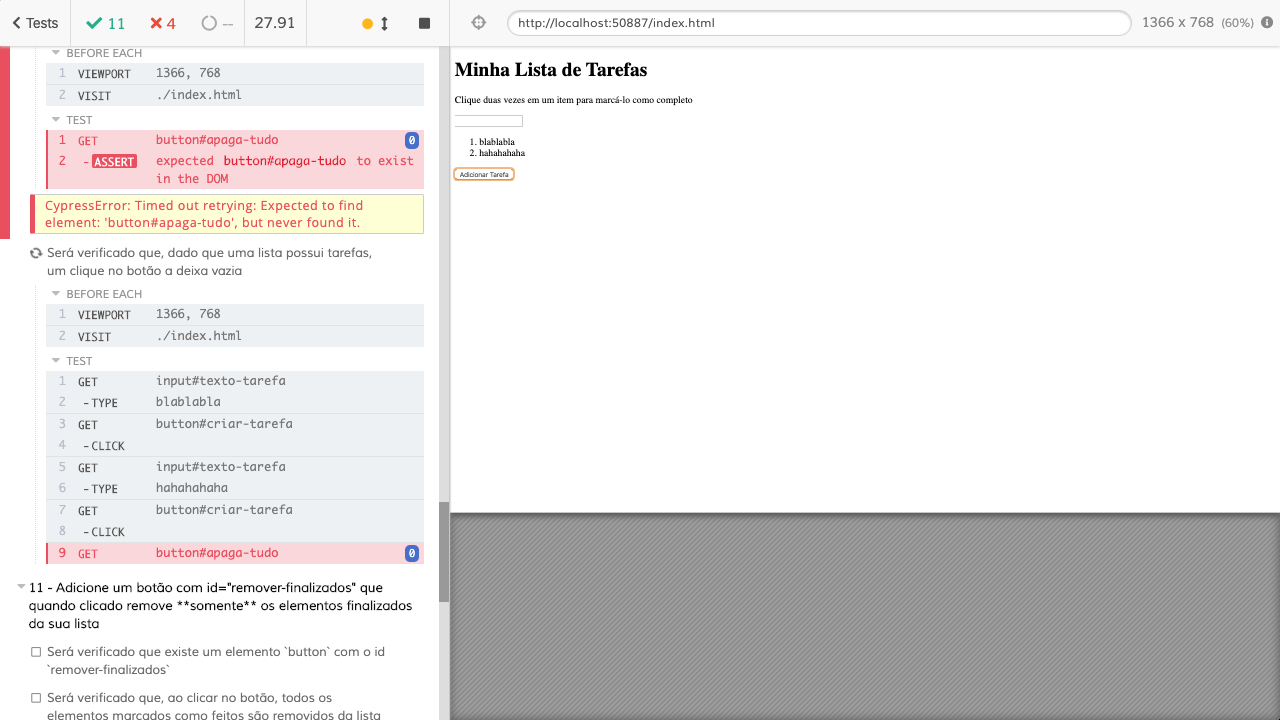 Tests
11
4
--
27.91
http://localhost:50887/index.html
1366 x 768 (60%)
BEFORE EACH
1 VIEWPORT 1366, 768
2 VISIT ./index.html
TEST
1 GET button#apaga-tudo 0
2 -ASSERT expected button#apaga-tudo to exist
in the DOM
CypressError: Timed out retrying: Expected to find
element: 'button#apaga-tudo', but never found it.
Será verificado que, dado que uma lista possui tarefas,
um clique no botão a deixa vazia
BEFORE EACH
1 VIEWPORT 1366, 768
2 VISIT ./index.html
TEST
1 GET input#texto-tarefa
2 -TYPE blablabla
3 GET button#criar-tarefa
4 -CLICK
5 GET input#texto-tarefa
6 -TYPE hahahahaha
7 GET button#criar-tarefa
8 -CLICK
9 GET button#apaga-tudo 0
11 - Adicione um botão com id="remover-finalizados" que
quando clicado remove **somente** os elementos finalizados
da sua lista
Será verificado que existe um elemento `button` com o id
`remover-finalizados`
Será verificado que, ao clicar no botão, todos os
elementos marcados como feitos são removidos da lista
Minha Lista de Tarefas
Clique duas vezes em um item para marcá-lo como completo
1. blablabla
2. hahahahaha
Adicionar Tarefa